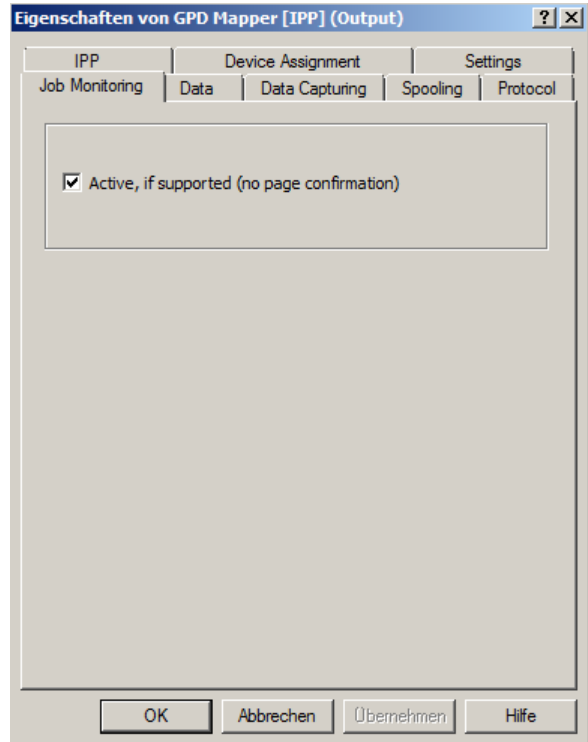 Eigenschaften von GPD Mapper [IPP] (Output)
IPP Device Assignment Settings
Job Monitoring Data Data Capturing Spooling Protocol
Active, if supported (no page confirmation)
OK Abbrechen Übernehmen Hilfe